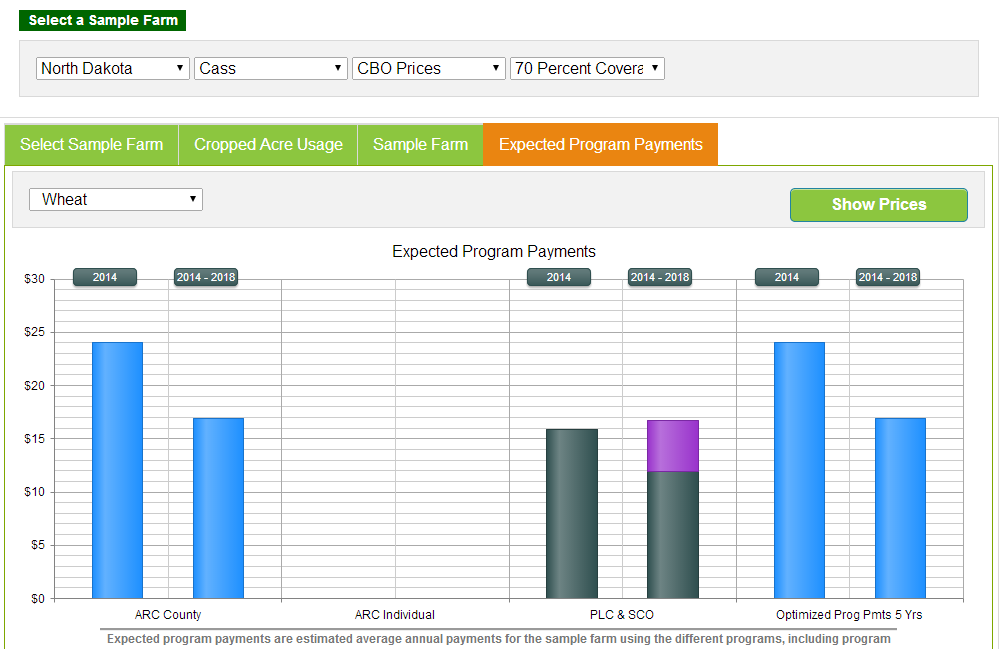 Select a Sample Farm
North Dakota Cass CBO Prices 70 Percent Covera
Select Sample Farm Cropped Acre Usage Sample Farm Expected Program Payments
Wheat Show Prices
Expected Program Payments
2014 2014 - 2018 2014 2014 - 2018 2014 2014 - 2018
$30
$25
$20
$15
$10
$5
$0
ARC County ARC Individual PLC & SCO Optimized Prog Pmts 5 Yrs
Expected program payments are estimated average annual payments for the sample farm using the different programs, including program